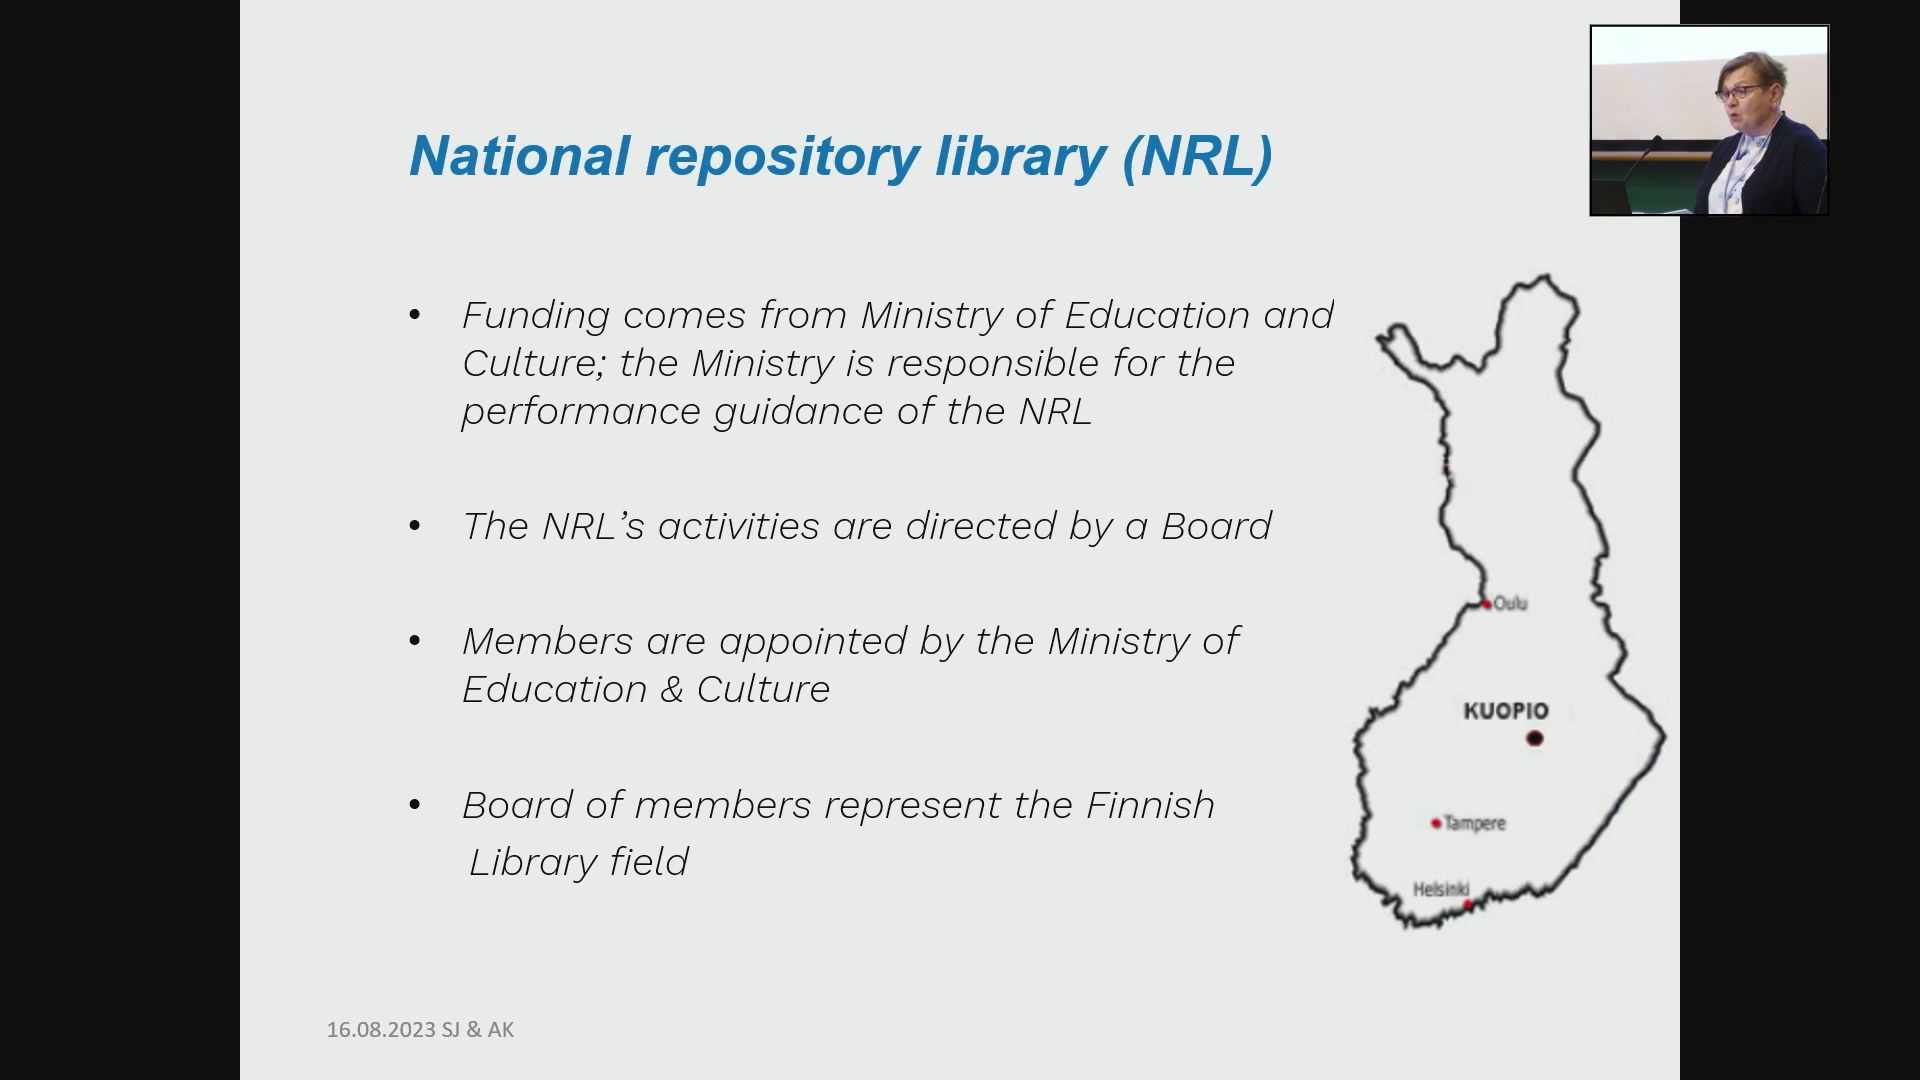 National repository library (NRL)
• Funding comes from Ministry of Education and
Culture; the Ministry is responsible for the
performance guidance of the NRL
• The NRL’s activities are directed by a Board
• Members are appointed by the Ministry of
Education & Culture
• Board of members represent the Finnish
Library field
Oulu
KUOPIO
Tampere
Helsinki
16.08.2023 SJ & AK